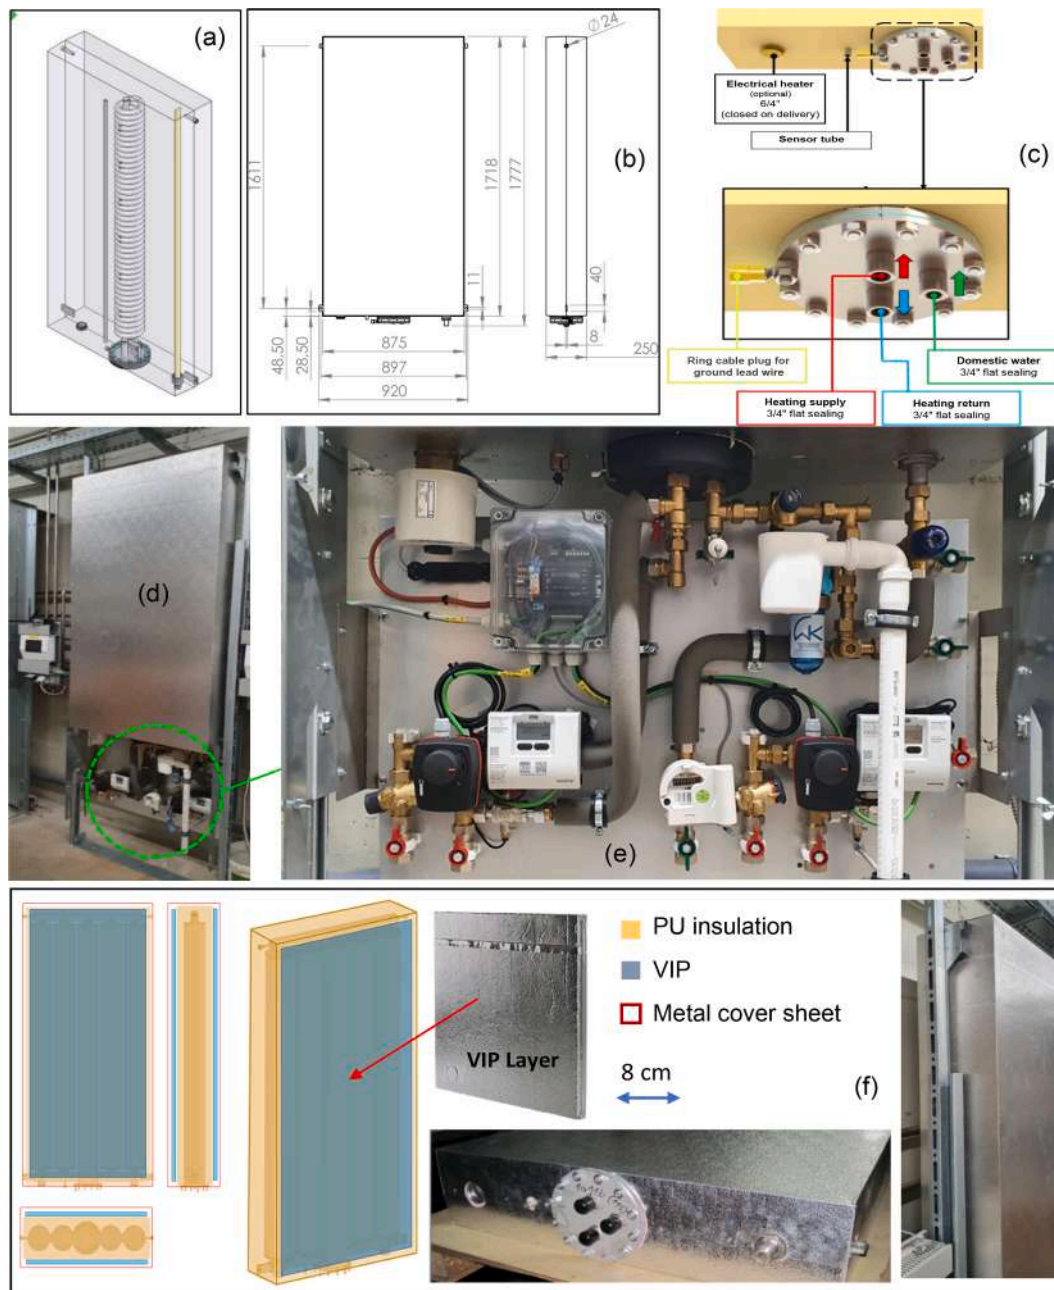 (a)
(b)
Ø24
1611
1718
1777
11
40
8
250
48.50
28.50
875
897
920
(c)
Electrical heater
(optional)
6/4"
(closed on delivery)
Sensor tube
Ring cable plug for
ground lead wire
Domestic water
3/4" flat sealing
Heating supply
3/4" flat sealing
Heating return
3/4" flat sealing
(d)
(e)
PU insulation
VIP
Metal cover sheet
VIP Layer
8 cm
(f)